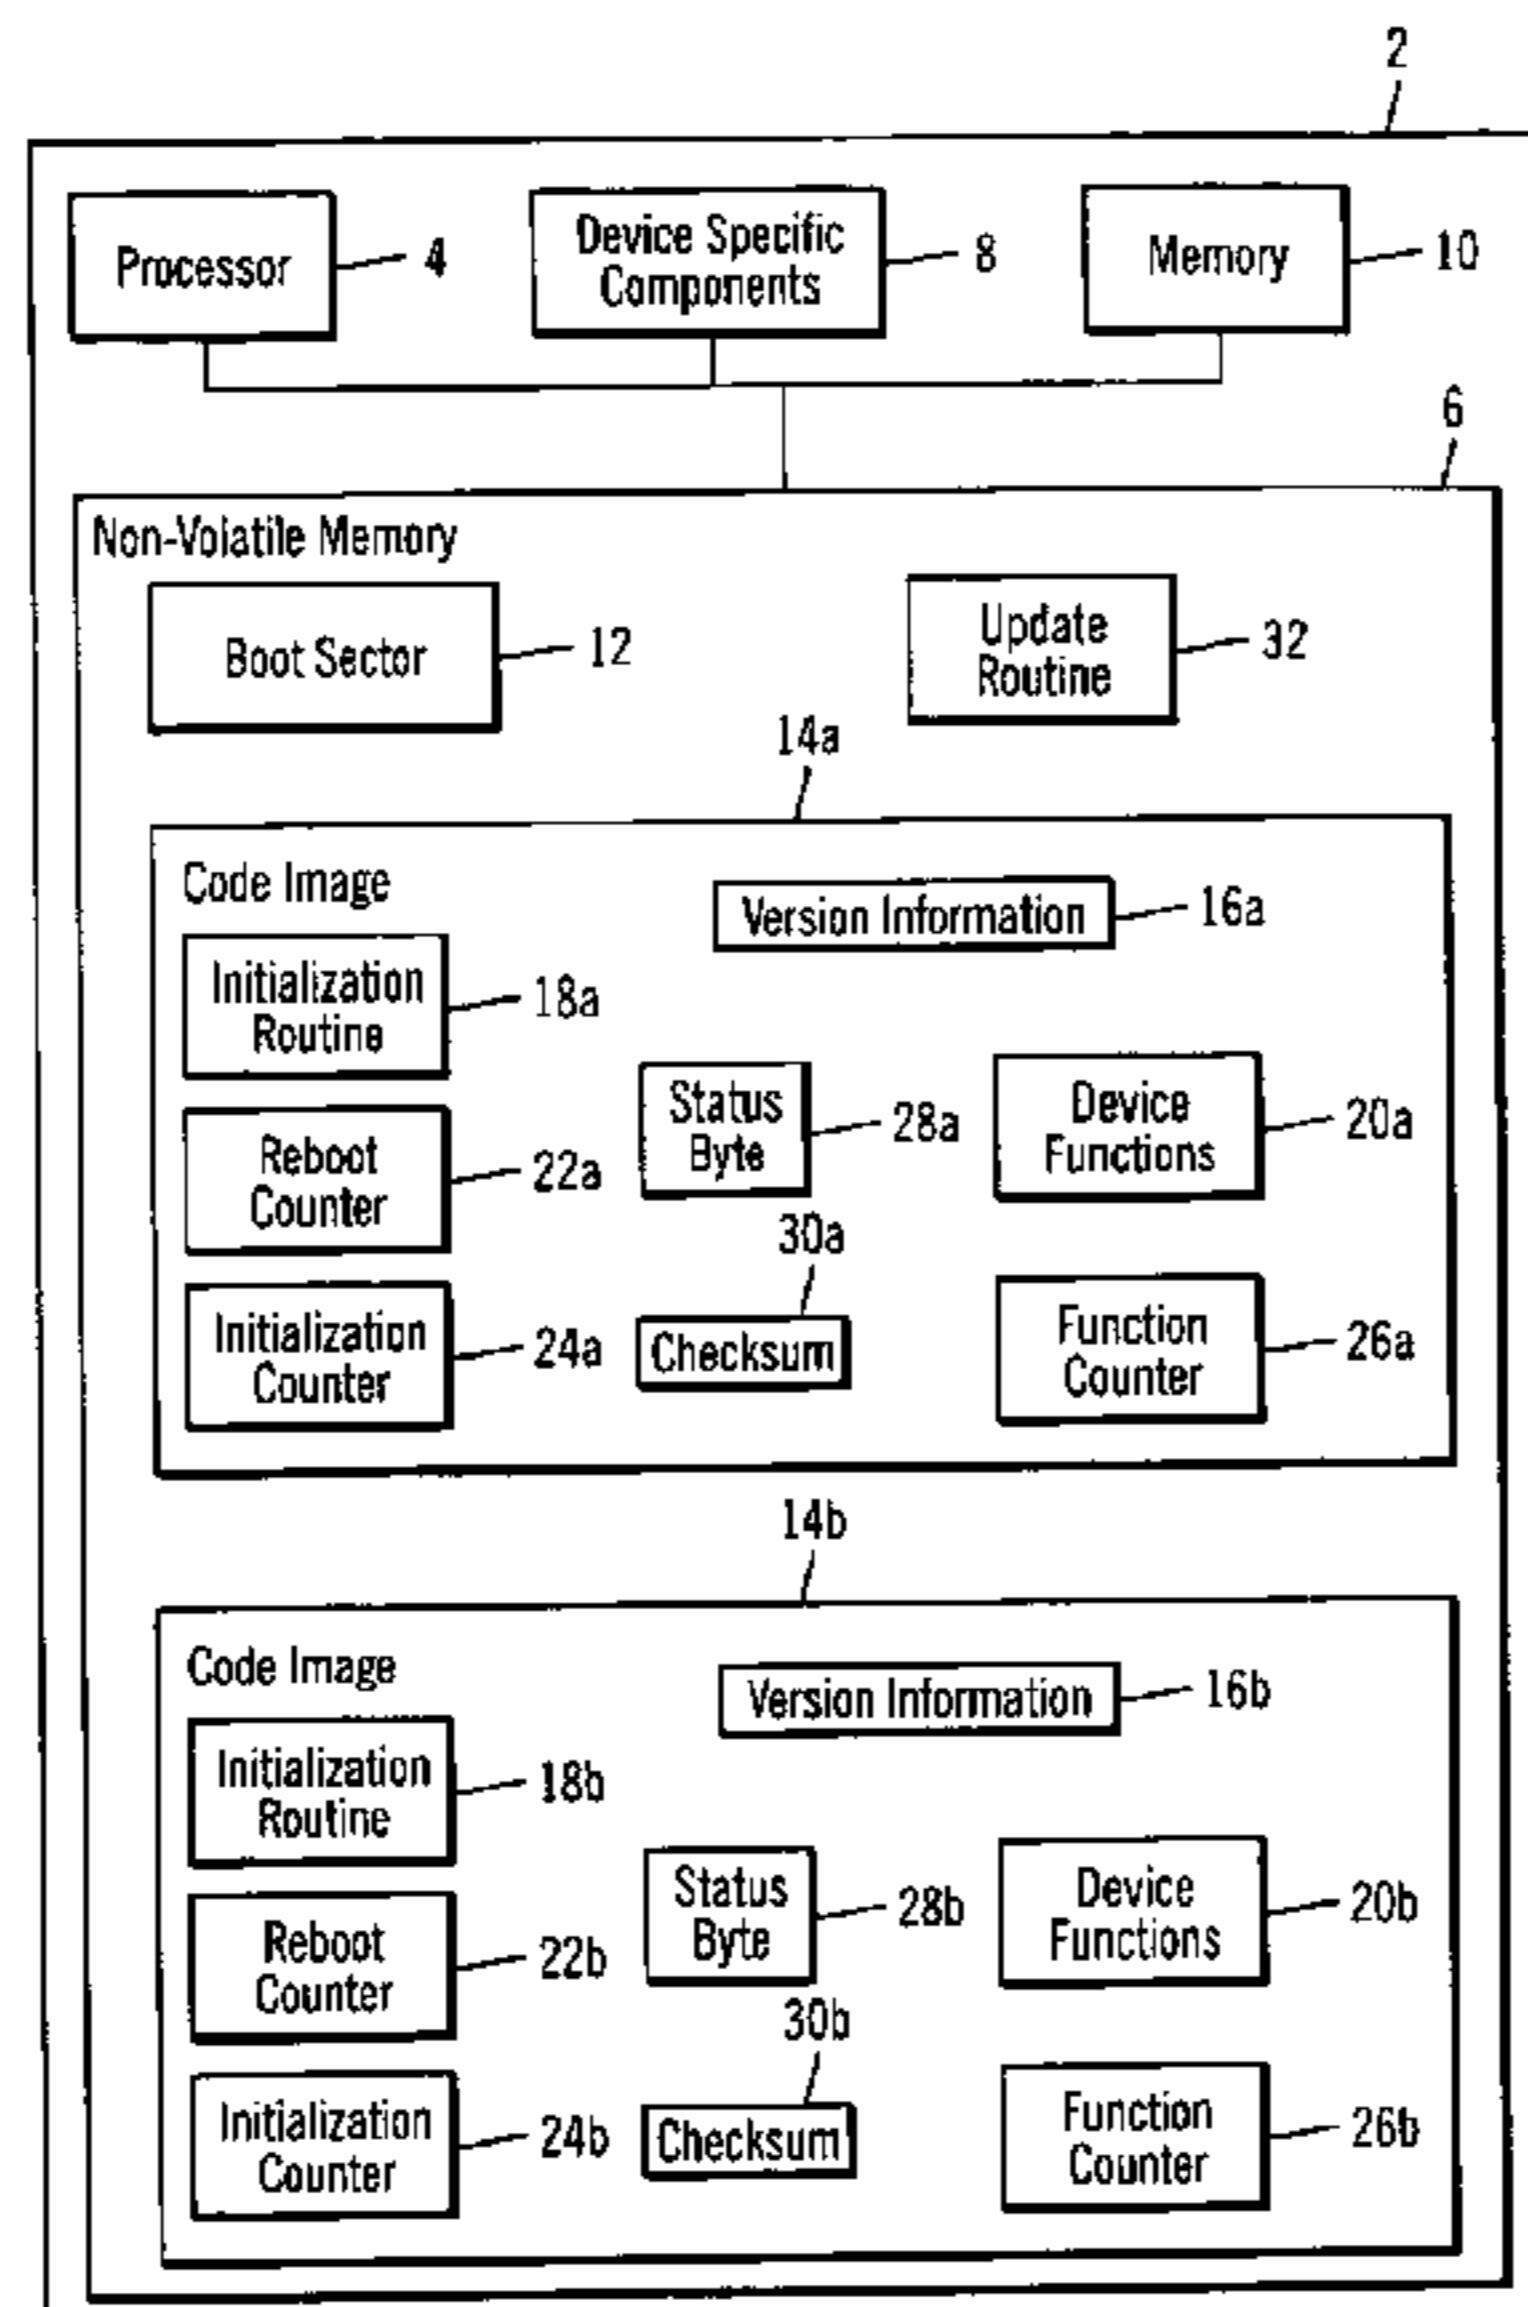 2
Processor
4
Device Specific
Components
8
Memory
10
6
Non-Volatile Memory
Boot Sector
12
Update
Routine
32
14a
Code Image
Version Information
16a
Initialization
Routine
18a
Status
Byte
28a
Device
Functions
20a
Reboot
Counter
22a
30a
Initialization
Counter
24a
Checksum
Function
Counter
26a
14b
Code Image
Version Information
16b
Initialization
Routine
18b
Status
Byte
28b
Device
Functions
20b
Reboot
Counter
22b
30b
Initialization
Counter
24b
Checksum
Function
Counter
26b